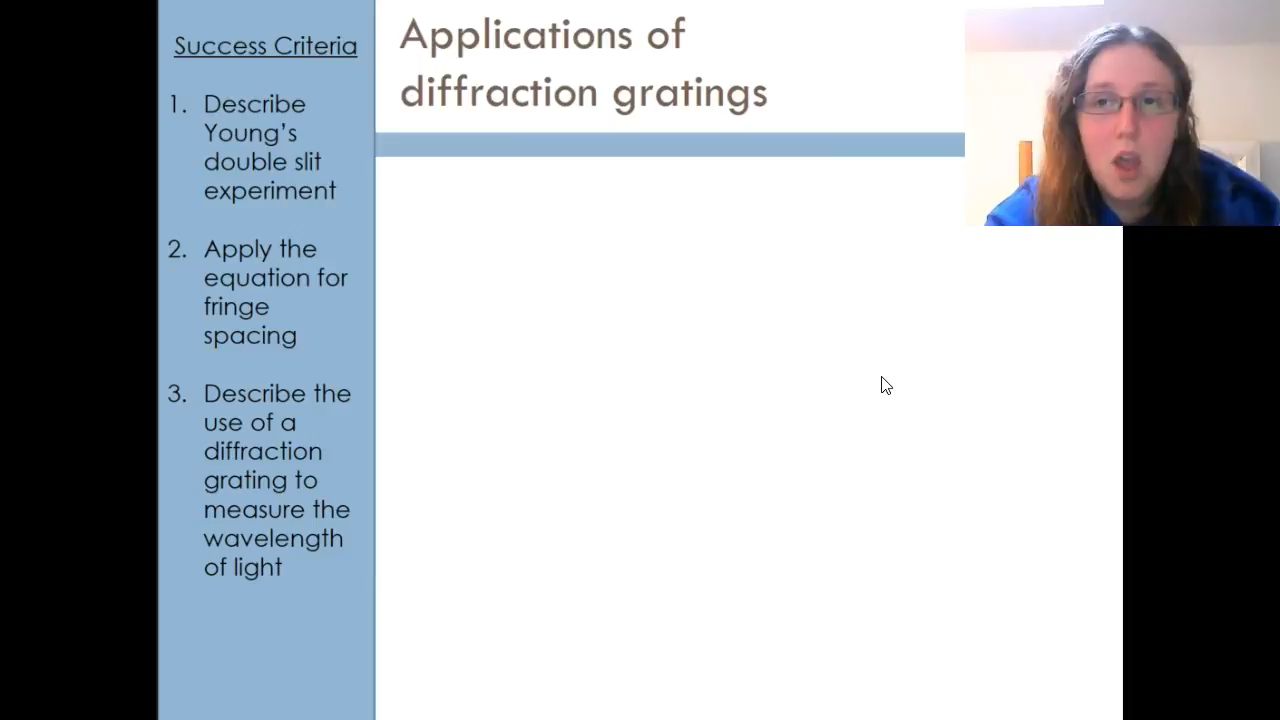 Success Criteria
1. Describe
Young's
double slit
experiment
2. Apply the
equation for
fringe
spacing
3. Describe the
use of a
diffraction
grating to
measure the
wavelength
of light
Applications of
diffraction gratings